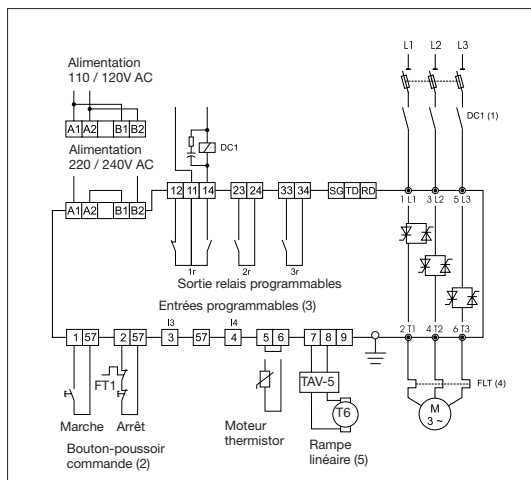 Alimentation
110 / 120V AC
A1 A2 B1 B2
Alimentation
220 / 240V AC
A1 A2 B1 B2
DC1
12 11 14 23 24 33 34 SG TD RD
1r 2r 3r
Sortie relais programmables
Entrées programmables (3)
L1 L2 L3
DC1 (1)
1 L1 3 L2 5 L3
2 T1 4 T2 6 T3
FLT (4)
M
3 ~
I3 I4
1 57 2 57 3 57 4 5 6 7 8 9
FT1
TAV-5
T6
Marche Arrêt
Bouton-poussoir
commande (2)
Moteur
thermistor
Rampe
linéaire (5)